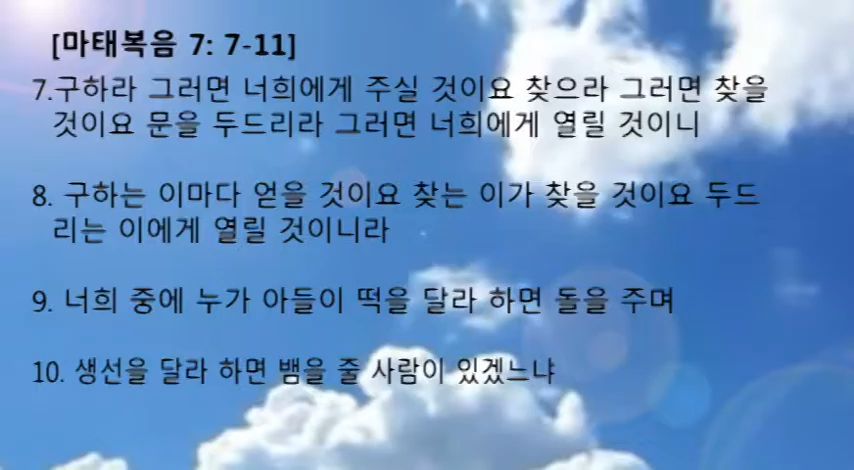 [마태복음 7: 7-11]
7.구하라 그러면 너희에게 주실 것이요 찾으라 그러면 찾을
것이요 문을 두드리라 그러면 너희에게 열릴 것이니
8. 구하는 이마다 얻을 것이요 찾는 이가 찾을 것이요 두드
리는 이에게 열릴 것이니라
9. 너희 중에 누가 아들이 떡을 달라 하면 돌을 주며
10. 생선을 달라 하면 뱀을 줄 사람이 있겠느냐